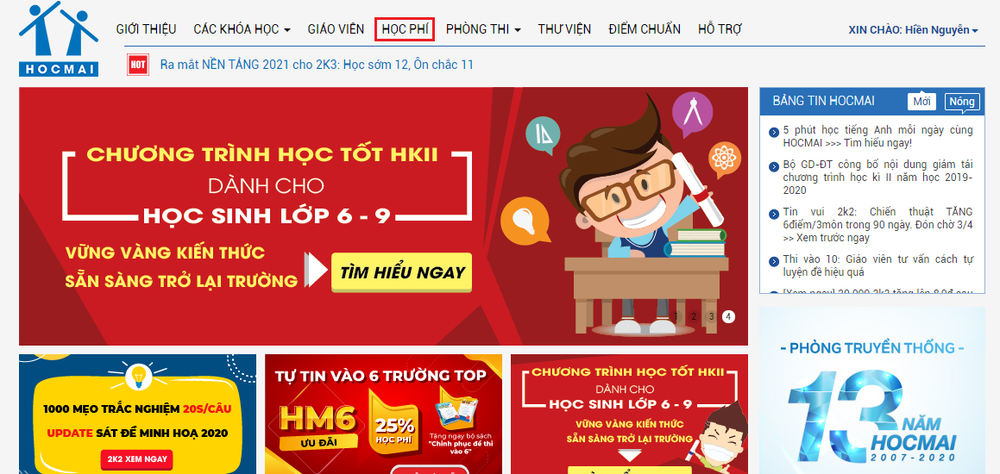 HOCMAI
GIỚI THIỆU CÁC KHÓA HỌC GIÁO VIÊN HỌC PHÍ PHÒNG THI THƯ VIỆN ĐIỂM CHUẨN HỖ TRỢ
XIN CHÀO: Hiền Nguyễn
HOT Ra mắt NỀN TẢNG 2021 cho 2K3: Học sớm 12, Ôn chắc 11
CHƯƠNG TRÌNH HỌC TỐT HKII
DÀNH CHO
HỌC SINH LỚP 6 - 9
VỮNG VÀNG KIẾN THỨC
SẴN SÀNG TRỞ LẠI TRƯỜNG
TÌM HIỂU NGAY
1 2 3 4
BẢNG TIN HOCMAI Mới Nóng
5 phút học tiếng Anh mỗi ngày cùng
HOCMAI >>> Tìm hiểu ngay!
Bộ GD-ĐT công bố nội dung giảm tải
chương trình học kì II năm học 2019-
2020
Tin vui 2k2: Chiến thuật TĂNG
6điểm/3môn trong 90 ngày. Đón chờ 3/4
>> Xem trước ngay
Thi vào 10: Giáo viên tư vấn cách tự
luyện đề hiệu quả
1000 MẸO TRẮC NGHIỆM 20S/CÂU
UPDATE SÁT ĐỀ MINH HOẠ 2020
2K2 XEM NGAY
TỰ TIN VÀO 6 TRƯỜNG TOP
HM6
ƯU ĐÃI
25%
HỌC PHÍ
Tặng ngay bộ sách
"Chinh phục đề thi
vào 6"
CHƯƠNG TRÌNH HỌC TỐT HKII
DÀNH CHO
HỌC SINH LỚP 6 - 9
VỮNG VÀNG KIẾN THỨC
SẴN SÀNG TRỞ LẠI TRƯỜNG
- PHÒNG TRUYỀN THỐNG -
13 NĂM
HOCMAI
2007-2020